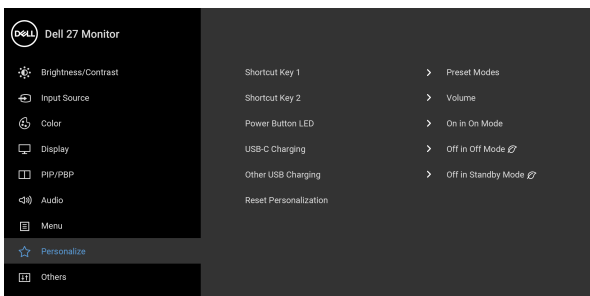 DELL Dell 27 Monitor
Brightness/Contrast Shortcut Key 1 Preset Modes
Input Source Shortcut Key 2 Volume
Color Power Button LED On in On Mode
Display USB-C Charging Off in Off Mode
PIP/PBP Other USB Charging Off in Standby Mode
Audio Reset Personalization
Menu
Personalize
Others